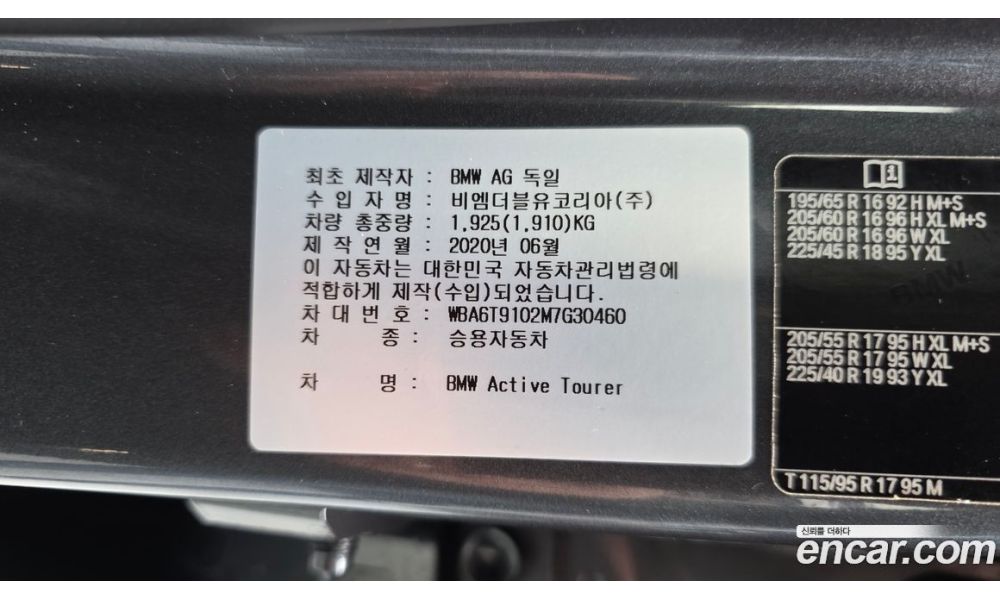 최초 제작자 : BMW AG 독일
수 입 자 명 : 비엠더블유코리아(주)
차량 총중량 : 1,925(1,910)KG
제 작 연 월 : 2020년 06월
이 자동차는 대한민국 자동차관리법령에
적합하게 제작(수입)되었습니다.
차 대 번 호 : WBA6T9102M7G30460
차 종 : 승용자동차
차 명 : BMW Active Tourer
195/65 R 16 92 H M+S
205/60 R 16 96 H XL M+S
205/60 R 16 96 W XL
225/45 R 18 95 Y XL
BMW
205/55 R 17 95 H XL M+S
205/55 R 17 95 W XL
225/40 R 19 93 Y XL
T 115/95 R 17 95 M
신뢰를 더하다
encar.com